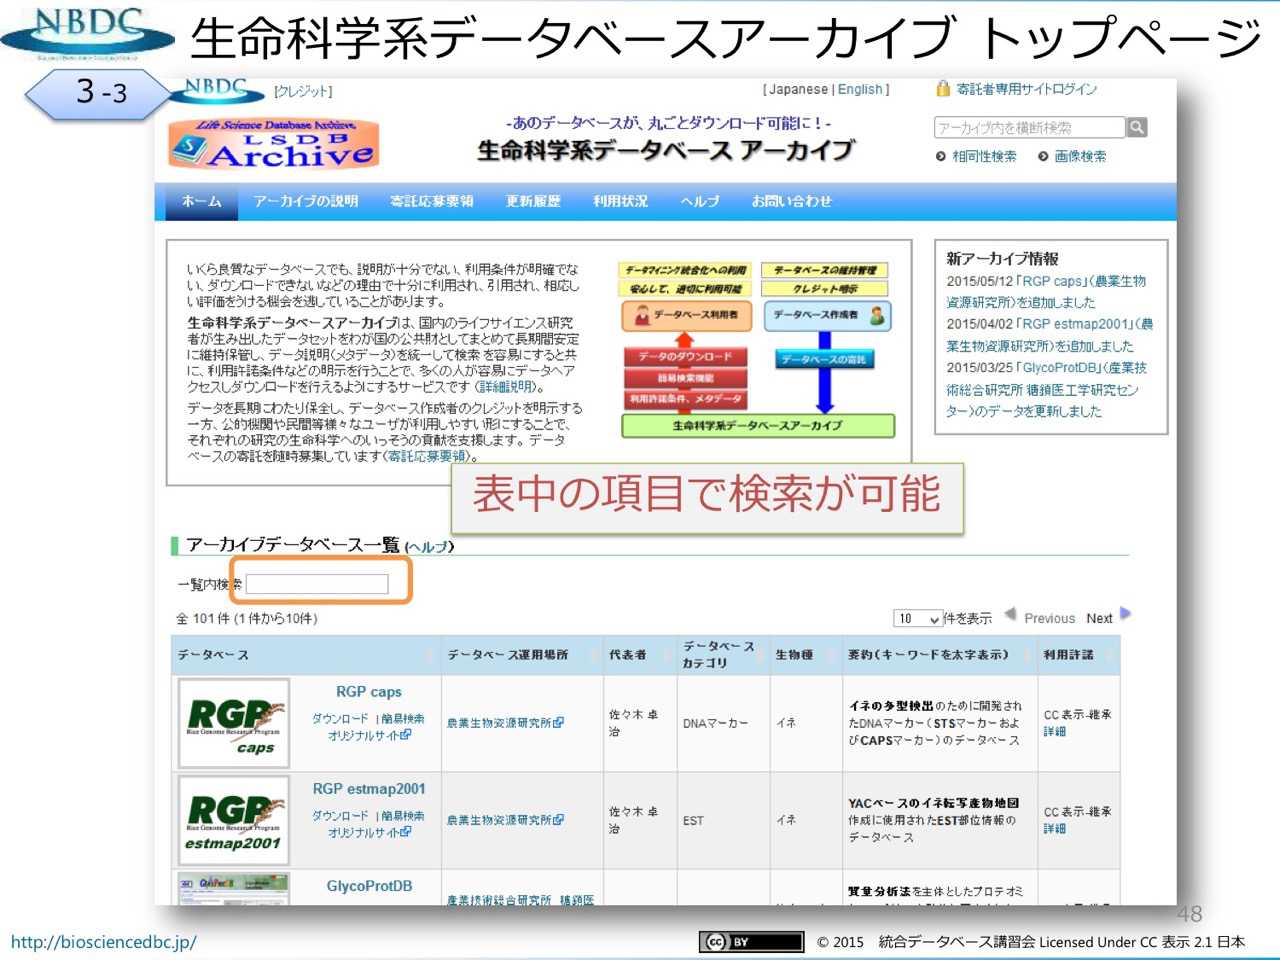 NBDC
生命科学系データベースアーカイブ トップページ
3-3
NBDC [クレジット]
[ Japanese | English ]
寄託者専用サイトログイン
Life Science Database Archive
LSDB
Archive
-あのデータベースが、丸ごとダウンロード可能に!-
生命科学系データベース アーカイブ
アーカイブ内を横断検索
相同性検索 画像検索
ホーム アーカイブの説明 寄託応募要領 更新履歴 利用状況 ヘルプ お問い合わせ
いくら良質なデータベースでも、説明が十分でない、利用条件が明確でな
い、ダウンロードできないなどの理由で十分に利用され、引用され、相応し
い評価をうける機会を逃していることがあります。
生命科学系データベースアーカイブは、国内のライフサイエンス研究
者が生み出したデータセットをわが国の公共財としてまとめて長期間安定
に維持保管し、データ説明(メタデータ)を統一して検索を容易にすると共
に、利用許諾条件などの明示を行うことで、多くの人が容易にデータへア
クセスしダウンロードを行えるようにするサービスです (詳細説明)。
データを長期にわたり保全し、データベース作成者のクレジットを明示する
一方、公的機関や民間等様々なユーザが利用しやすい形にすることで、
それぞれの研究の生命科学へのいっそうの貢献を支援します。データ
ベースの寄託を随時募集しています(寄託応募要領)。
データマイニング統合化への利用
安心して、適切に利用可能
データベース利用者
データのダウンロード
簡易検索機能
利用許諾条件、メタデータ
データベースの維持管理
クレジット明示
データベース作成者
データベースの寄託
生命科学系データベースアーカイブ
新アーカイブ情報
2015/05/12「RGP caps」(農業生物
資源研究所)を追加しました
2015/04/02「RGP estmap2001」(農
業生物資源研究所)を追加しました
2015/03/25「GlycoProtDB」(産業技
術総合研究所 糖鎖医工学研究セン
ター)のデータを更新しました
表中の項目で検索が可能
アーカイブデータベース一覧 (ヘルプ)
一覧内検索
全 101 件 (1 件から10件)
10 件を表示 Previous Next
データベース データベース運用場所 代表者 データベースカテゴリ 生物種 要約(キーワードを太字表示) 利用許諾
RGP
Rice Genome Research Program
caps
RGP caps
ダウンロード | 簡易検索
オリジナルサイト
農業生物資源研究所
佐々木 卓
治
DNAマーカー
イネ
イネの多型検出のために開発され
たDNAマーカー(STSマーカーおよ
びCAPSマーカー)のデータベース
CC 表示-継承
詳細
RGP
Rice Genome Research Program
estmap2001
RGP estmap2001
ダウンロード | 簡易検索
オリジナルサイト
農業生物資源研究所
佐々木 卓
治
EST
イネ
YACベースのイネ転写産物地図
作成に使用されたEST部位情報の
データベース
CC 表示-継承
詳細
GlycoProtDB
産業技術総合研究所 糖鎖医
質量分析法を主体としたプロテオミ
48
http://biosciencedbc.jp/
cc BY
© 2015 統合データベース講習会 Licensed Under CC 表示 2.1 日本